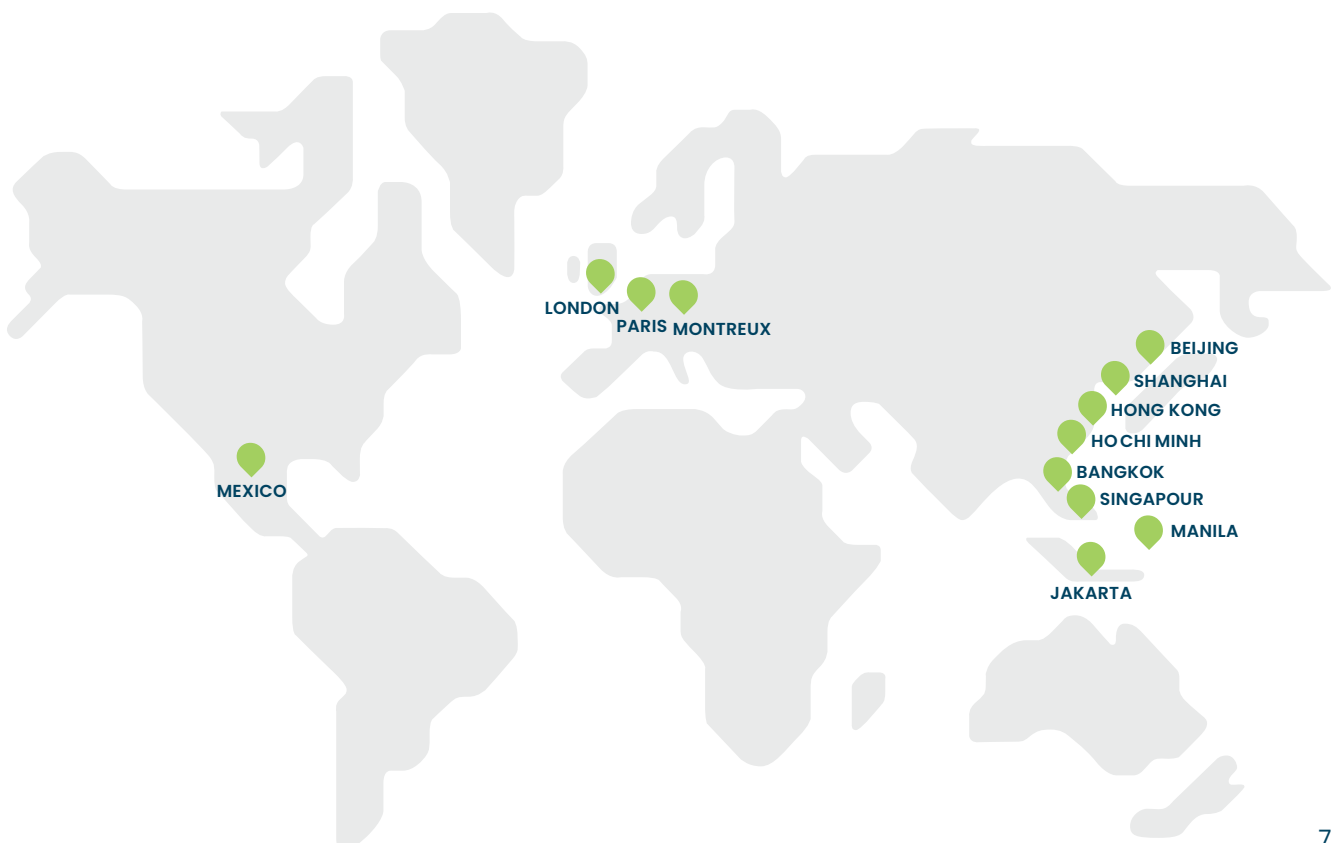 LONDON
PARIS
MONTREUX
BEIJING
SHANGHAI
HONG KONG
HO CHI MINH
BANGKOK
MEXICO
SINGAPOUR
MANILA
JAKARTA
7